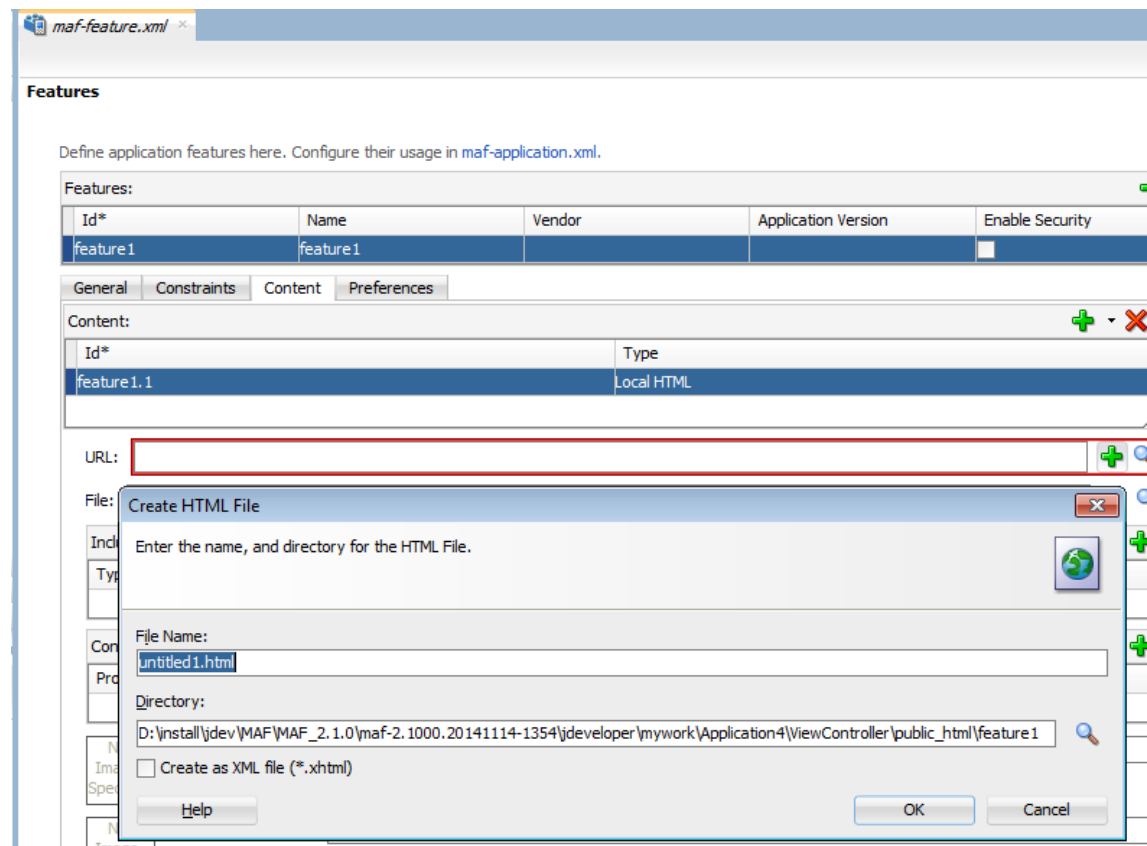 maf-feature.xml
Features
Define application features here. Configure their usage in maf-application.xml.
Features:
Id* Name Vendor Application Version Enable Security
feature1 feature1
General Constraints Content Preferences
Content:
Id* Type
feature1.1 Local HTML
URL:
File:
Create HTML File
Enter the name, and directory for the HTML File.
File Name:
untitled1.html
Directory:
D:\install\jdev\MAF\MAF_2.1.0\maf-2.1000.20141114-1354\jdeveloper\mywork\Application4\ViewController\public_html\feature1
Create as XML file (*.xhtml)
Help OK Cancel